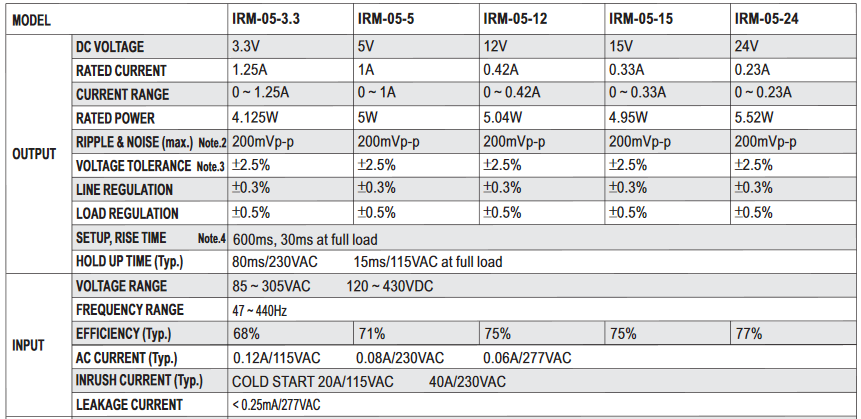 MODEL IRM-05-3.3 IRM-05-5 IRM-05-12 IRM-05-15 IRM-05-24
OUTPUT
DC VOLTAGE 3.3V 5V 12V 15V 24V
RATED CURRENT 1.25A 1A 0.42A 0.33A 0.23A
CURRENT RANGE 0 ~ 1.25A 0 ~ 1A 0 ~ 0.42A 0 ~ 0.33A 0 ~ 0.23A
RATED POWER 4.125W 5W 5.04W 4.95W 5.52W
RIPPLE & NOISE (max.) Note.2 200mVp-p 200mVp-p 200mVp-p 200mVp-p 200mVp-p
VOLTAGE TOLERANCE Note.3 ±2.5% ±2.5% ±2.5% ±2.5% ±2.5%
LINE REGULATION ±0.3% ±0.3% ±0.3% ±0.3% ±0.3%
LOAD REGULATION ±0.5% ±0.5% ±0.5% ±0.5% ±0.5%
SETUP, RISE TIME Note.4 600ms, 30ms at full load
HOLD UP TIME (Typ.) 80ms/230VAC 15ms/115VAC at full load
INPUT
VOLTAGE RANGE 85 ~ 305VAC 120 ~ 430VDC
FREQUENCY RANGE 47 ~ 440Hz
EFFICIENCY (Typ.) 68% 71% 75% 75% 77%
AC CURRENT (Typ.) 0.12A/115VAC 0.08A/230VAC 0.06A/277VAC
INRUSH CURRENT (Typ.) COLD START 20A/115VAC 40A/230VAC
LEAKAGE CURRENT < 0.25mA/277VAC